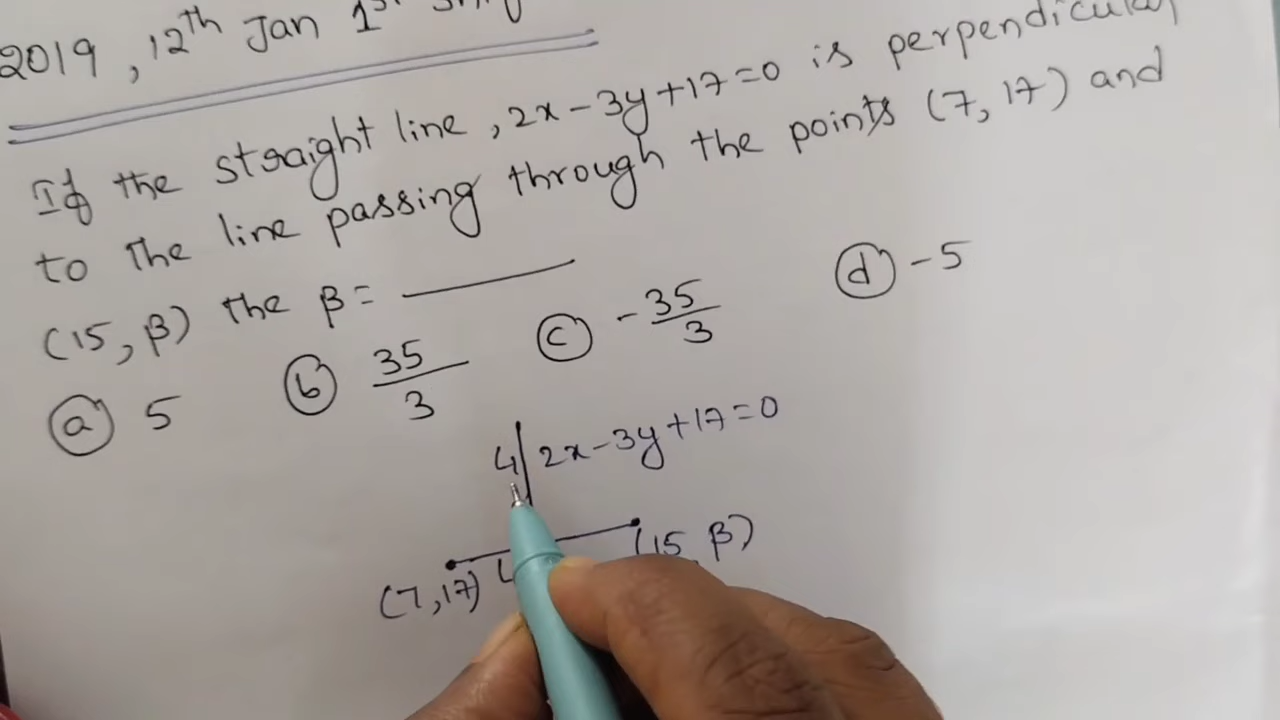 2019, 12th Jan 1st
If the straight line, 2x-3y+17=0 is perpendicular
to the line passing through the points (7, 17) and
(15, β) the β= ______
(a) 5 (b) 35/3 (c) -35/3 (d) -5
2x-3y+17=0
(7,17) (15, β)